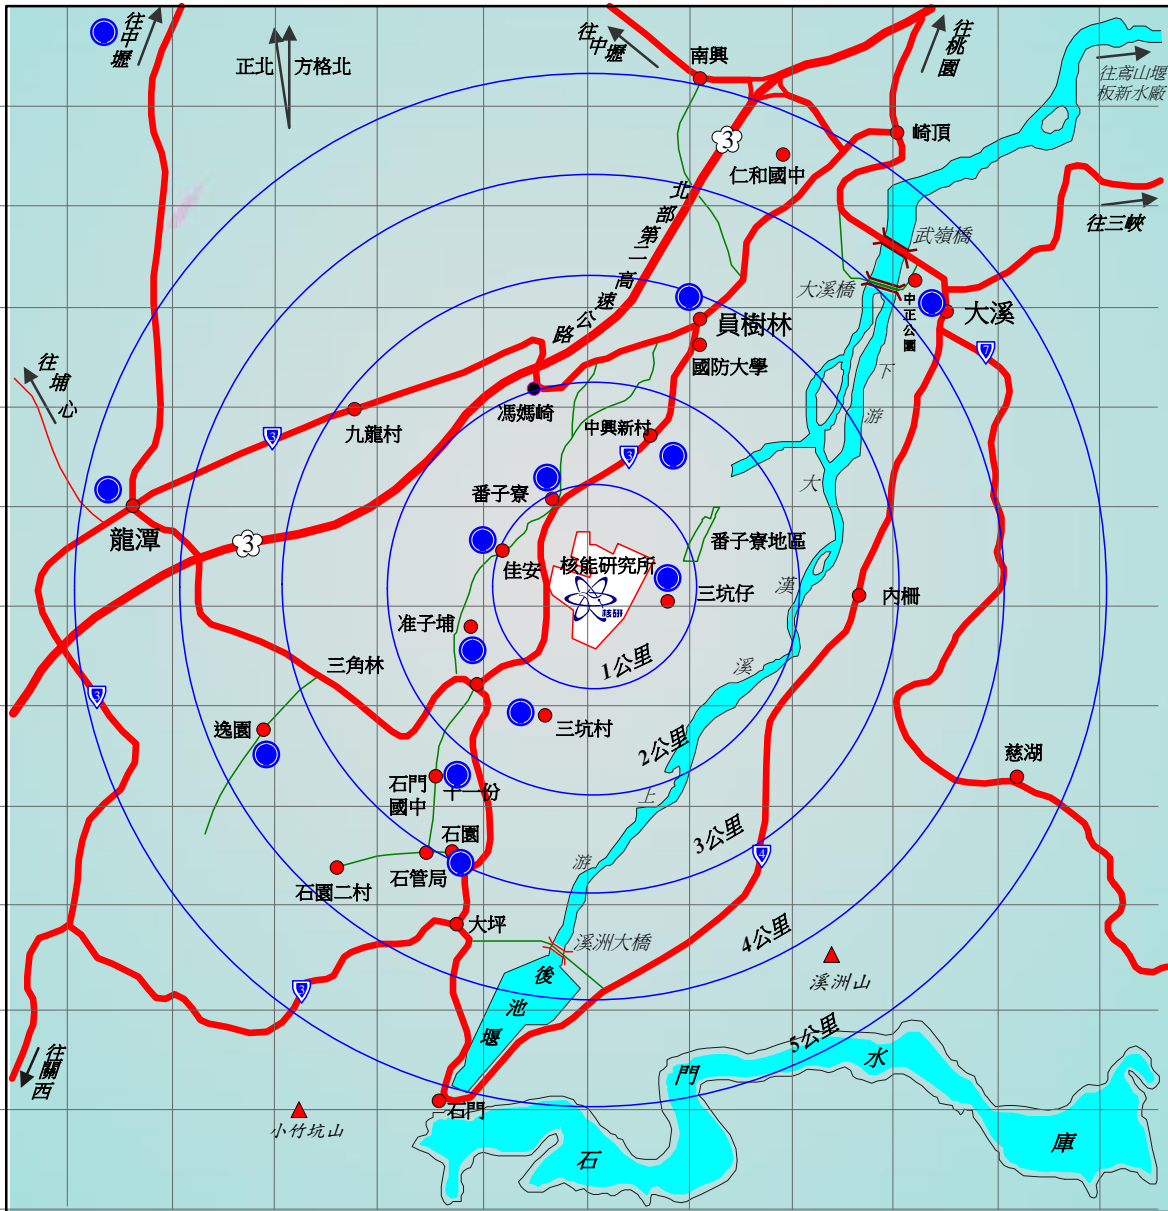 往中壢
正北
方格北
往中壢
南興
往桃園
往鳶山堰
板新水廠
崎頂
3
仁和國中
北部第二高速公路
往三峽
武嶺橋
大溪橋
中正公園
大溪
員樹林
國防大學
7
往埔心
馮媽崎
九龍村
3
中興新村
3
下游
大漢溪
上游
番子寮
龍潭
3
番子寮地區
佳安
核能研究所
核研
三坑仔
內柵
淮子埔
1公里
三角林
3
逸園
三坑村
2公里
慈湖
石門
國中
十一份
3公里
石園
4
石管局
石園二村
大坪
溪洲大橋
4公里
溪洲山
3
後池堰
5公里
往關西
石門
小竹坑山
石門水庫